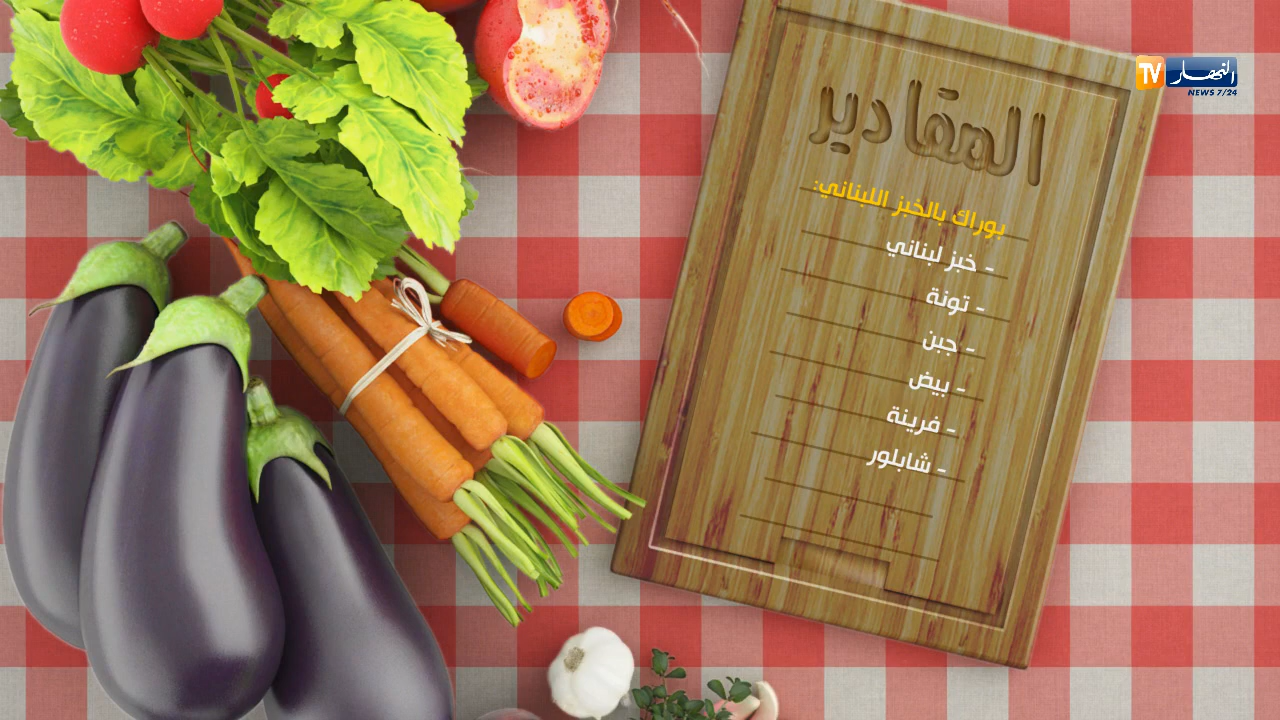 TV النهار
NEWS 7/24
المقادير
بوراك بالخبز اللبناني:
- خبز لبناني
- تونة
- جبن
- بيض
- فرينة
- شابلور